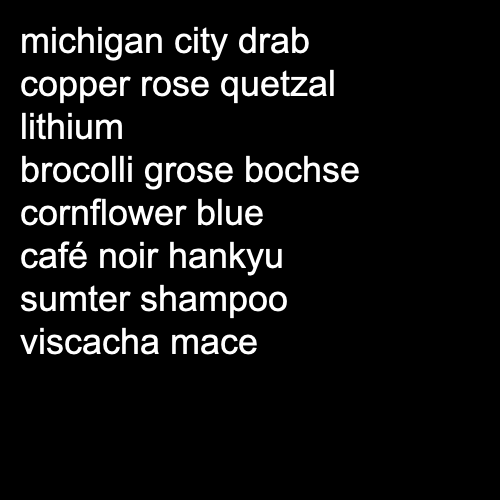 michigan city drab
copper rose quetzal
lithium
brocolli grose bochse
cornflower blue
café noir hankyu
sumter shampoo
viscacha mace